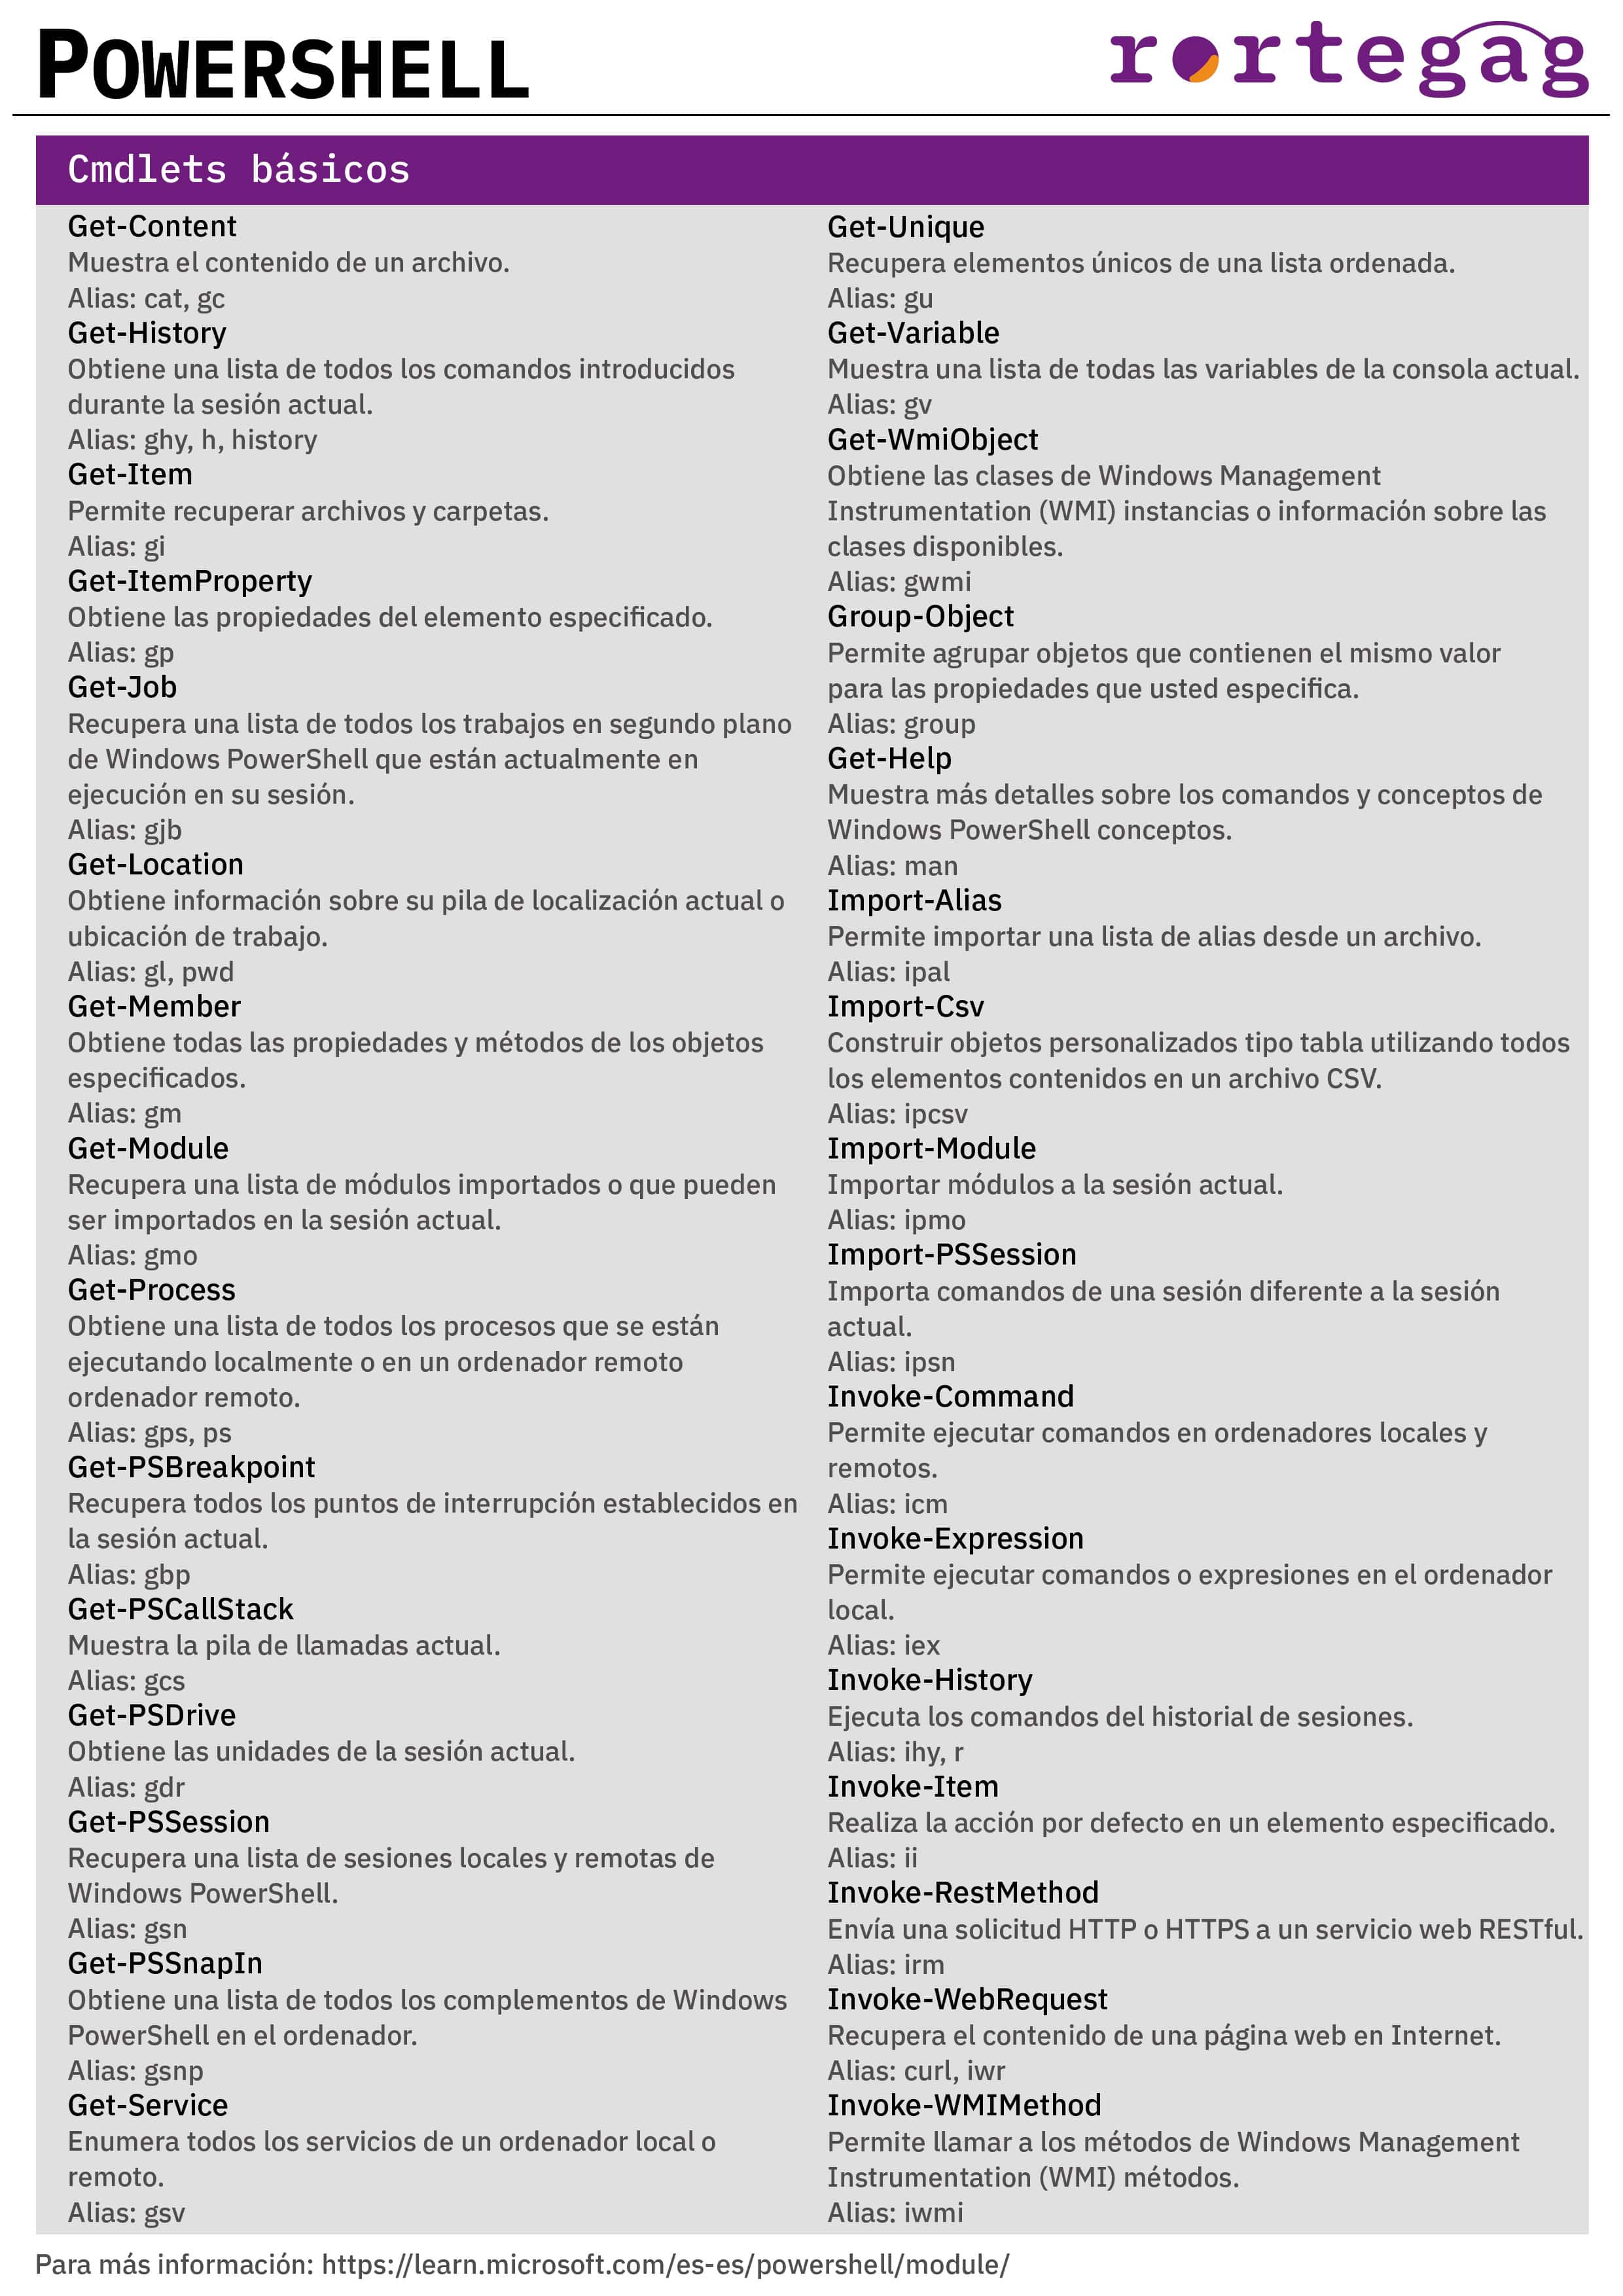 POWERSHELL
rortegag
Cmdlets básicos
Get-Content
Muestra el contenido de un archivo.
Alias: cat, gc
Get-History
Obtiene una lista de todos los comandos introducidos
durante la sesión actual.
Alias: ghy, h, history
Get-Item
Permite recuperar archivos y carpetas.
Alias: gi
Get-ItemProperty
Obtiene las propiedades del elemento especificado.
Alias: gp
Get-Job
Recupera una lista de todos los trabajos en segundo plano
de Windows PowerShell que están actualmente en
ejecución en su sesión.
Alias: gjb
Get-Location
Obtiene información sobre su pila de localización actual o
ubicación de trabajo.
Alias: gl, pwd
Get-Member
Obtiene todas las propiedades y métodos de los objetos
especificados.
Alias: gm
Get-Module
Recupera una lista de módulos importados o que pueden
ser importados en la sesión actual.
Alias: gmo
Get-Process
Obtiene una lista de todos los procesos que se están
ejecutando localmente o en un ordenador remoto
ordenador remoto.
Alias: gps, ps
Get-PSBreakpoint
Recupera todos los puntos de interrupción establecidos en
la sesión actual.
Alias: gbp
Get-PSCallStack
Muestra la pila de llamadas actual.
Alias: gcs
Get-PSDrive
Obtiene las unidades de la sesión actual.
Alias: gdr
Get-PSSession
Recupera una lista de sesiones locales y remotas de
Windows PowerShell.
Alias: gsn
Get-PSSnapIn
Obtiene una lista de todos los complementos de Windows
PowerShell en el ordenador.
Alias: gsnp
Get-Service
Enumera todos los servicios de un ordenador local o
remoto.
Alias: gsv
Get-Unique
Recupera elementos únicos de una lista ordenada.
Alias: gu
Get-Variable
Muestra una lista de todas las variables de la consola actual.
Alias: gv
Get-WmiObject
Obtiene las clases de Windows Management
Instrumentation (WMI) instancias o información sobre las
clases disponibles.
Alias: gwmi
Group-Object
Permite agrupar objetos que contienen el mismo valor
para las propiedades que usted especifica.
Alias: group
Get-Help
Muestra más detalles sobre los comandos y conceptos de
Windows PowerShell conceptos.
Alias: man
Import-Alias
Permite importar una lista de alias desde un archivo.
Alias: ipal
Import-Csv
Construir objetos personalizados tipo tabla utilizando todos
los elementos contenidos en un archivo CSV.
Alias: ipcsv
Import-Module
Importar módulos a la sesión actual.
Alias: ipmo
Import-PSSession
Importa comandos de una sesión diferente a la sesión
actual.
Alias: ipsn
Invoke-Command
Permite ejecutar comandos en ordenadores locales y
remotos.
Alias: icm
Invoke-Expression
Permite ejecutar comandos o expresiones en el ordenador
local.
Alias: iex
Invoke-History
Ejecuta los comandos del historial de sesiones.
Alias: ihy, r
Invoke-Item
Realiza la acción por defecto en un elemento especificado.
Alias: ii
Invoke-RestMethod
Envía una solicitud HTTP o HTTPS a un servicio web RESTful.
Alias: irm
Invoke-WebRequest
Recupera el contenido de una página web en Internet.
Alias: curl, iwr
Invoke-WMIMethod
Permite llamar a los métodos de Windows Management
Instrumentation (WMI) métodos.
Alias: iwmi
Para más información: https://learn.microsoft.com/es-es/powershell/module/